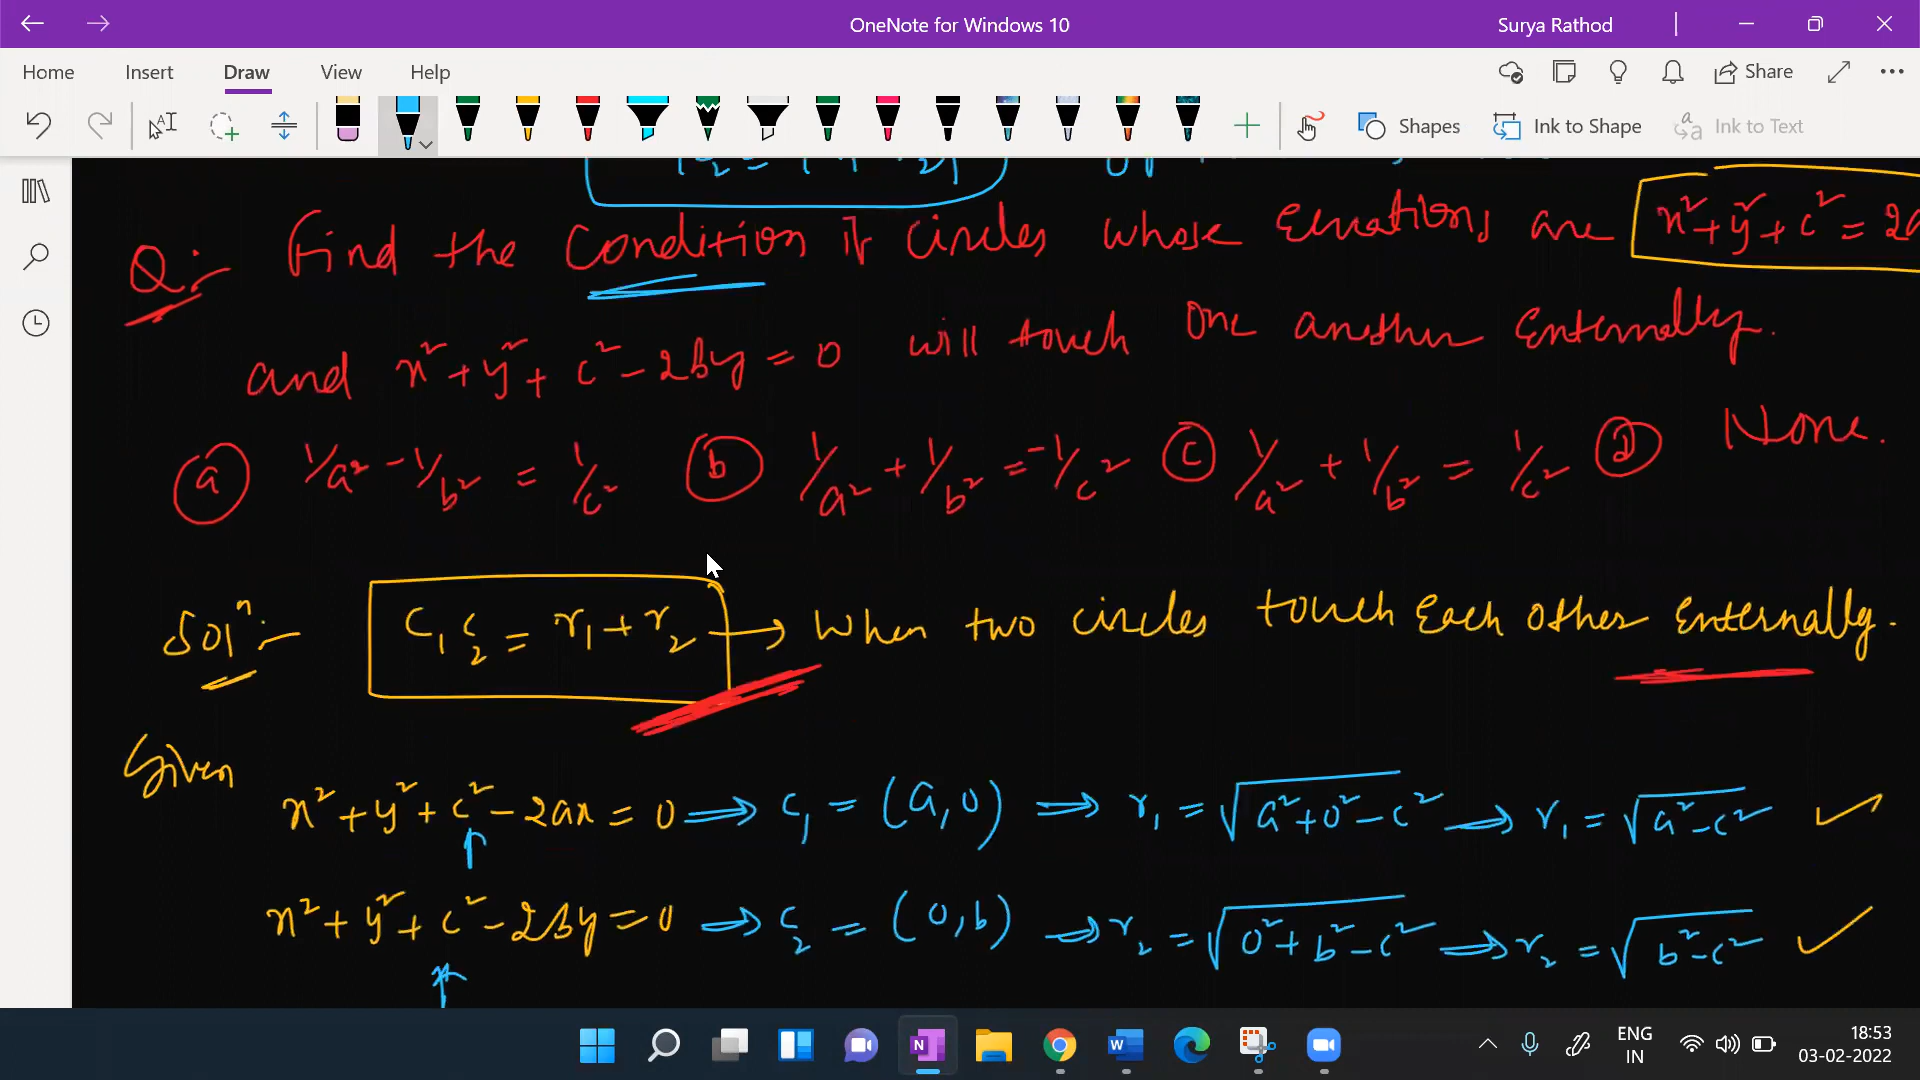 OneNote for Windows 10
Surya Rathod
Home Insert Draw View Help
Share
Shapes
Ink to Shape
Ink to Text
Q:- Find the Condition if circles whose Equations are x²+y²+c² = 2a
and x²+y²+c²-2by = 0 will touch one another Externally.
(a) 1/a² - 1/b² = 1/c² (b) 1/a² + 1/b² = -1/c² (c) 1/a² + 1/b² = 1/c² (d) None.
Solⁿ:- C₁C₂ = r₁+r₂ → When two circles touch Each other Externally.
Given
x²+y²+c²-2ax = 0 ⟹ C₁ = (a,0) ⟹ r₁ = √a²+0²-c² ⟹ r₁ = √a²-c² ✓
x²+y²+c²-2by = 0 ⟹ C₂ = (0,b) ⟹ r₂ = √0²+b²-c² ⟹ r₂ = √b²-c² ✓
ENG
IN
18:53
03-02-2022